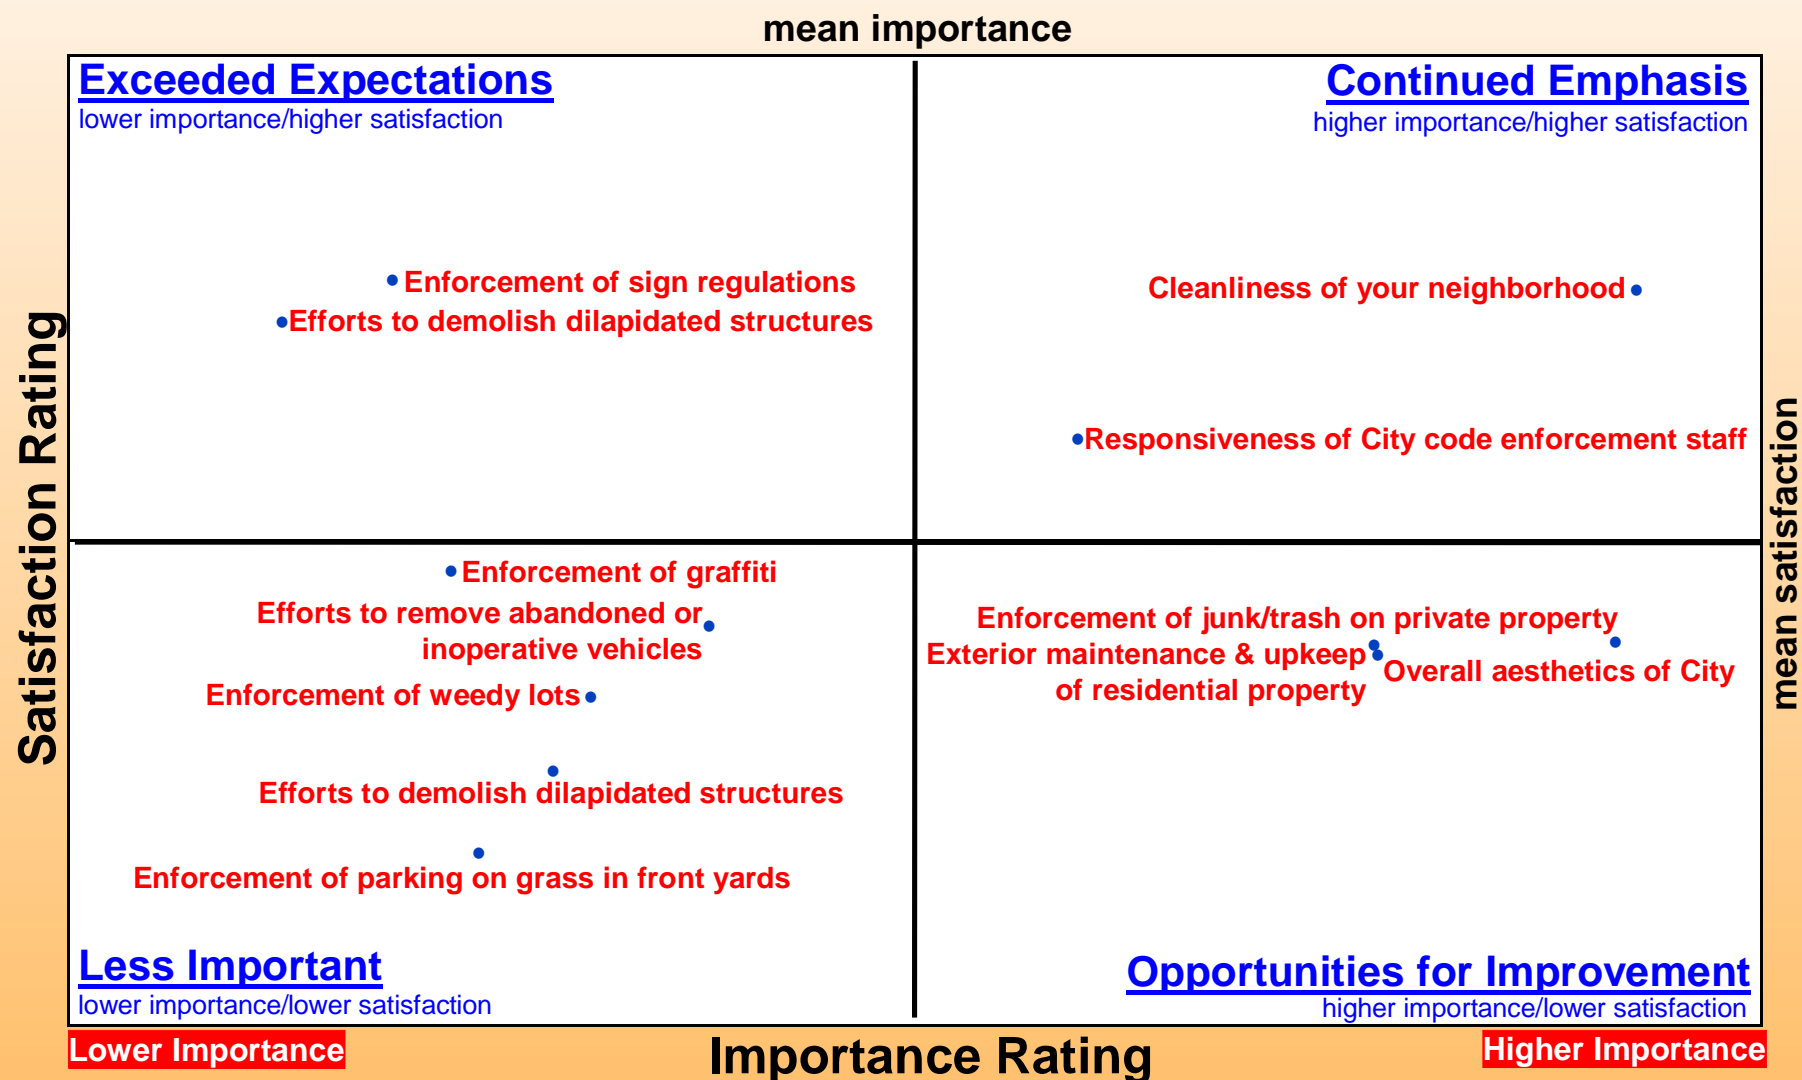 mean importance
Exceeded Expectations
lower importance/higher satisfaction
Continued Emphasis
higher importance/higher satisfaction
Enforcement of sign regulations
Efforts to demolish dilapidated structures
Cleanliness of your neighborhood
Responsiveness of City code enforcement staff
Satisfaction Rating
mean satisfaction
Enforcement of graffiti
Efforts to remove abandoned or
inoperative vehicles
Enforcement of weedy lots
Efforts to demolish dilapidated structures
Enforcement of parking on grass in front yards
Enforcement of junk/trash on private property
Exterior maintenance & upkeep
of residential property
Overall aesthetics of City
Less Important
lower importance/lower satisfaction
Opportunities for Improvement
higher importance/lower satisfaction
Lower Importance
Importance Rating
Higher Importance